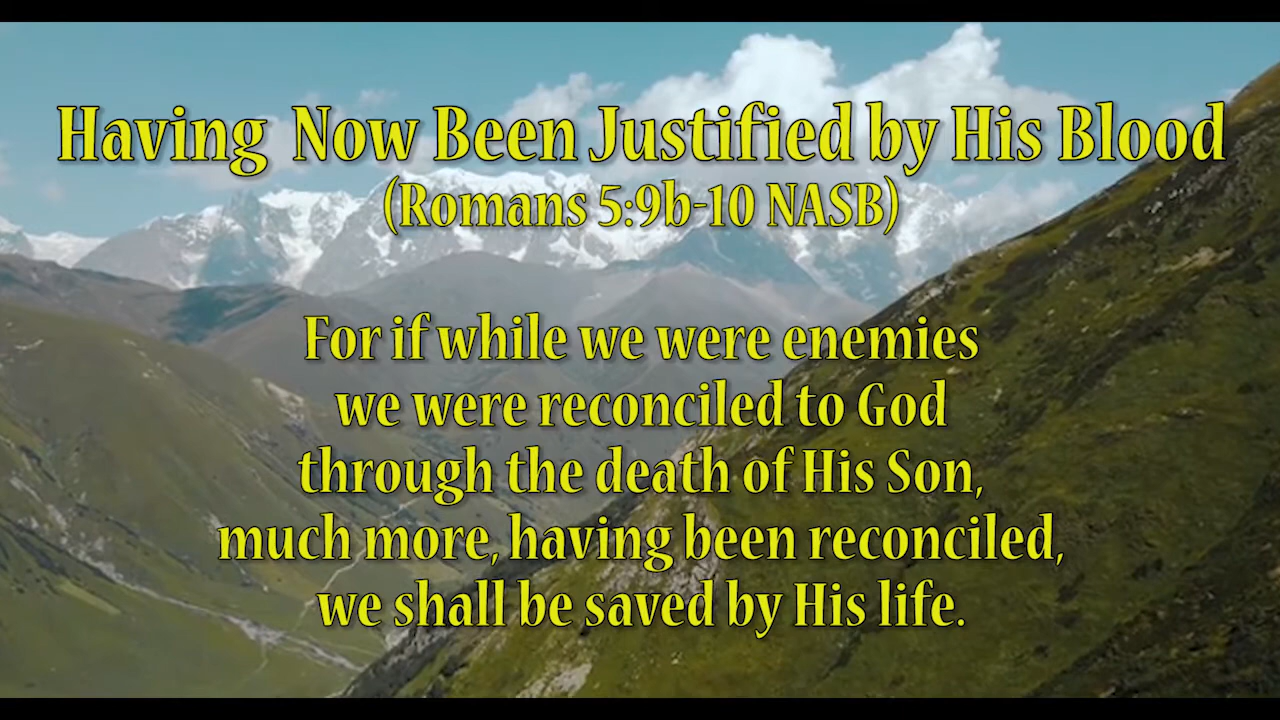 Having Now Been Justified by His Blood
(Romans 5:9b-10 NASB)
For if while we were enemies
we were reconciled to God
through the death of His Son,
much more, having been reconciled,
we shall be saved by His life.